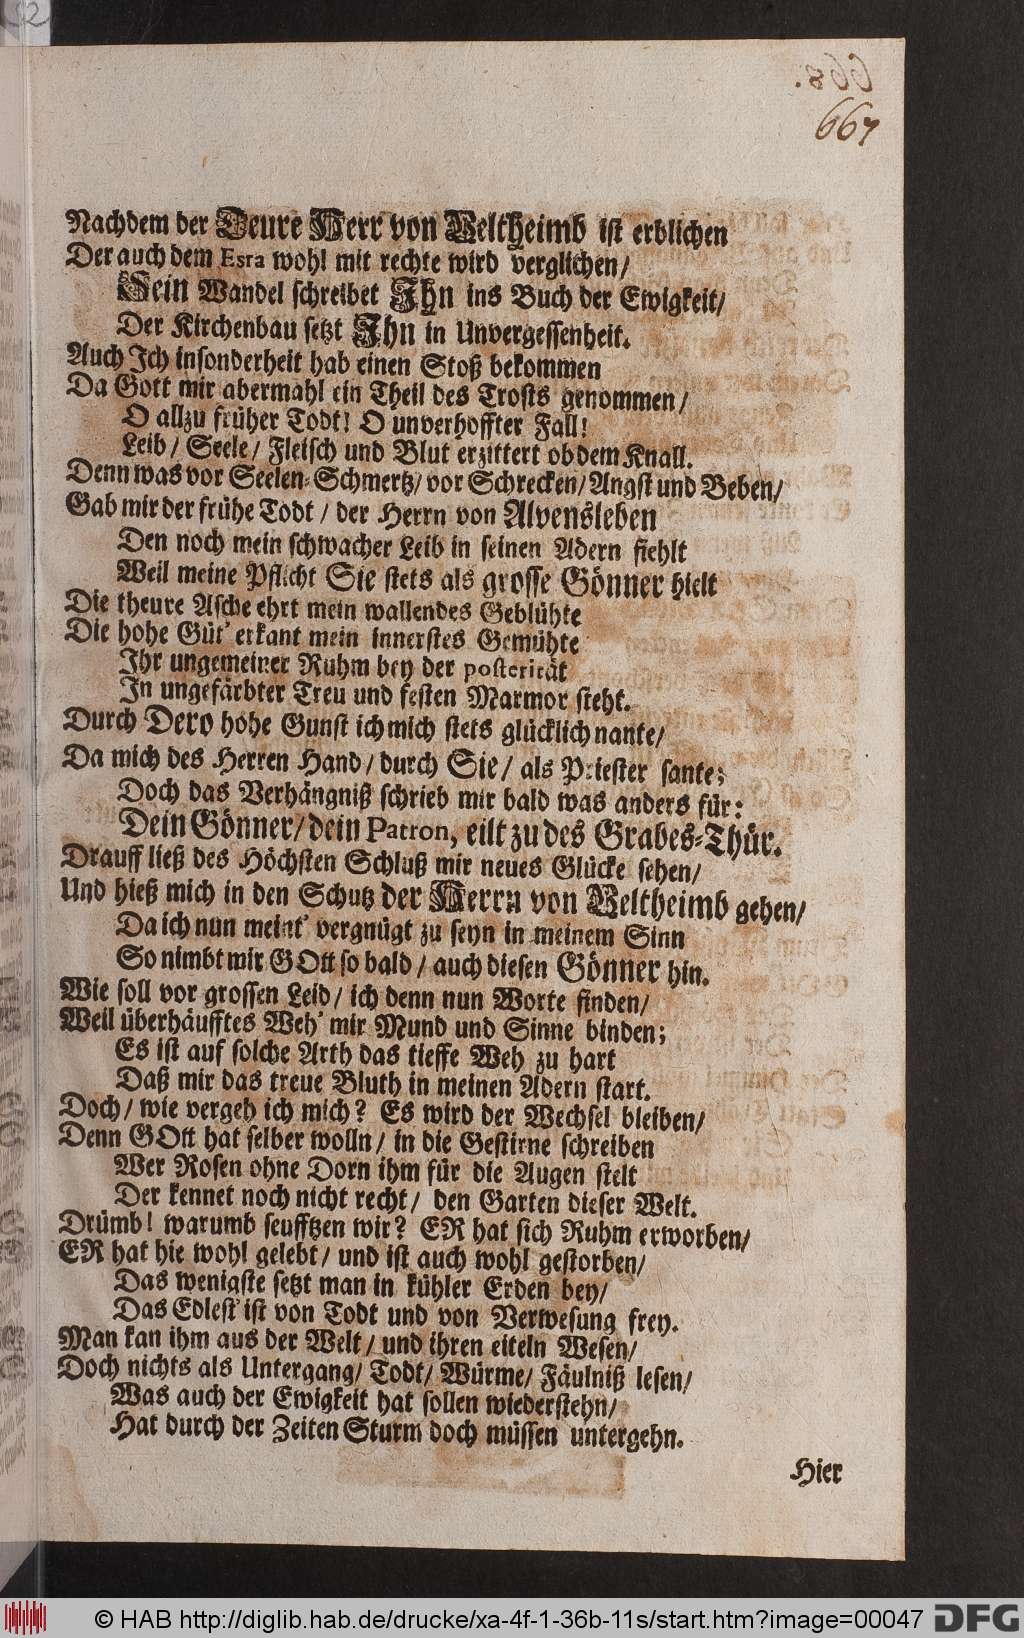 52
668.
667
Nachdem der Teure Herr von Veltheimb ist erblichen
Der auch dem Esra wohl mit rechte wird verglichen/
Sein Wandel schreibet Ihn ins Buch der Ewigkeit/
Der Kirchenbau setzt Ihn in Unvergessenheit.
Auch Ich insonderheit hab einen Stoß bekommen
Da Gott mir abermahl ein Theil des Trosts genommen/
O allzu früher Todt! O unverhoffter Fall!
Leib/ Seele/ Fleisch und Blut erzittert ob dem Knall.
Denn was vor Seelen-Schmertz/ vor Schrecken/ Angst und Beben/
Gab mir der frühe Todt/ der Herrn von Alvensleben
Den noch mein schwacher Leib in seinen Adern fiehlt
Weil meine Pflicht Sie stets als grosse Gönner hielt
Die theure Asche ehrt mein wallendes Geblühte
Die hohe Güt' erkant mein innerstes Gemühte
Ihr ungemeiner Ruhm bey der posterität
In ungefärbter Treu und festen Marmor steht.
Durch Dero hohe Gunst ich mich stets glücklich nante/
Da mich des Herren Hand/ durch Sie/ als Priester sante;
Doch das Verhängniß schrieb mir bald was anders für:
Dein Gönner/ dein Patron, eilt zu des Grabes-Thür.
Drauff ließ des Höchsten Schluß mir neues Glücke sehen/
Und hieß mich in den Schutz der Herrn von Veltheimb gehen/
Da ich nun meint' vergnügt zu seyn in meinem Sinn
So nimbt wir GOtt so bald/ auch diesen Gönner hin.
Wie soll vor grossen Leid/ ich denn nun Worte finden/
Weil überhäufftes Weh' mir Mund und Sinne binden;
Es ist auf solche Arth das tieffe Weh zu hart
Daß mir das treue Bluth in meinen Adern start.
Doch/ wie vergeh ich mich? Es wird der Wechsel bleiben/
Denn GOtt hat selber wolln/ in die Gestirne schreiben
Wer Rosen ohne Dorn ihm für die Augen stelt
Der kennet noch nicht recht/ den Garten dieser Welt.
Drümb! warumb seufftzen wir? ER hat sich Ruhm erworben/
ER hat hie wohl gelebt/ und ist auch wohl gestorben/
Das wenigste setzt man in kühler Erden bey/
Das Edlest' ist von Todt und von Verwesung frey.
Man kan ihm aus der Welt/ und ihren eiteln Wesen/
Doch nichts als Untergang/ Todt/ Würme/ Fäulniß lesen/
Was auch der Ewigkeit hat sollen wiederstehn/
Hat durch der Zeiten Sturm doch müssen untergehn.
Hier
© HAB http://diglib.hab.de/drucke/xa-4f-1-36b-11s/start.htm?image=00047 DFG